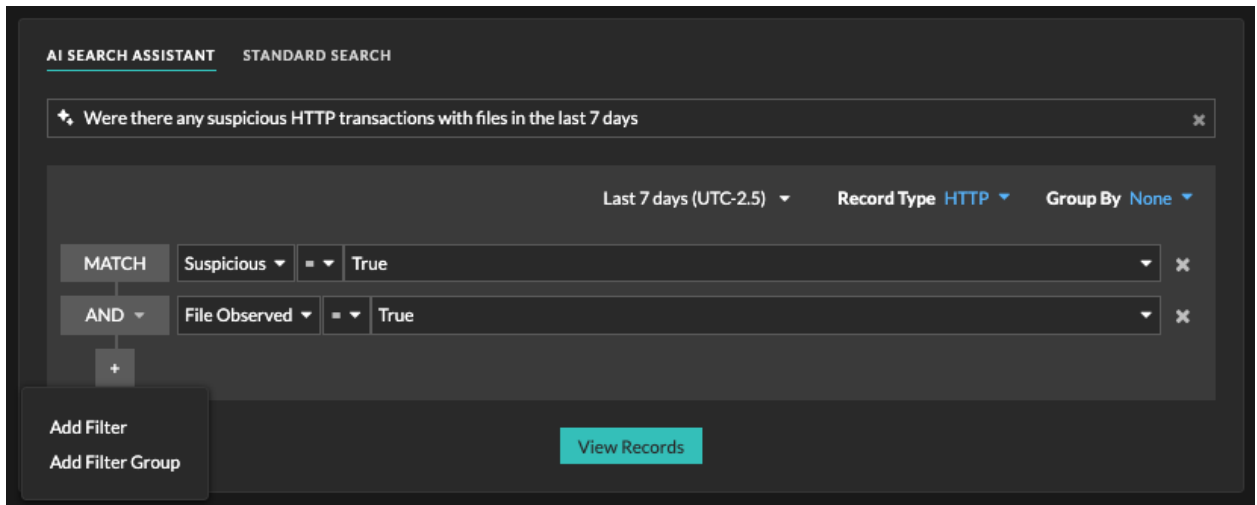 AI SEARCH ASSISTANT STANDARD SEARCH
Were there any suspicious HTTP transactions with files in the last 7 days
Last 7 days (UTC-2.5) Record Type HTTP Group By None
MATCH Suspicious = True
AND File Observed = True
+
Add Filter
View Records
Add Filter Group